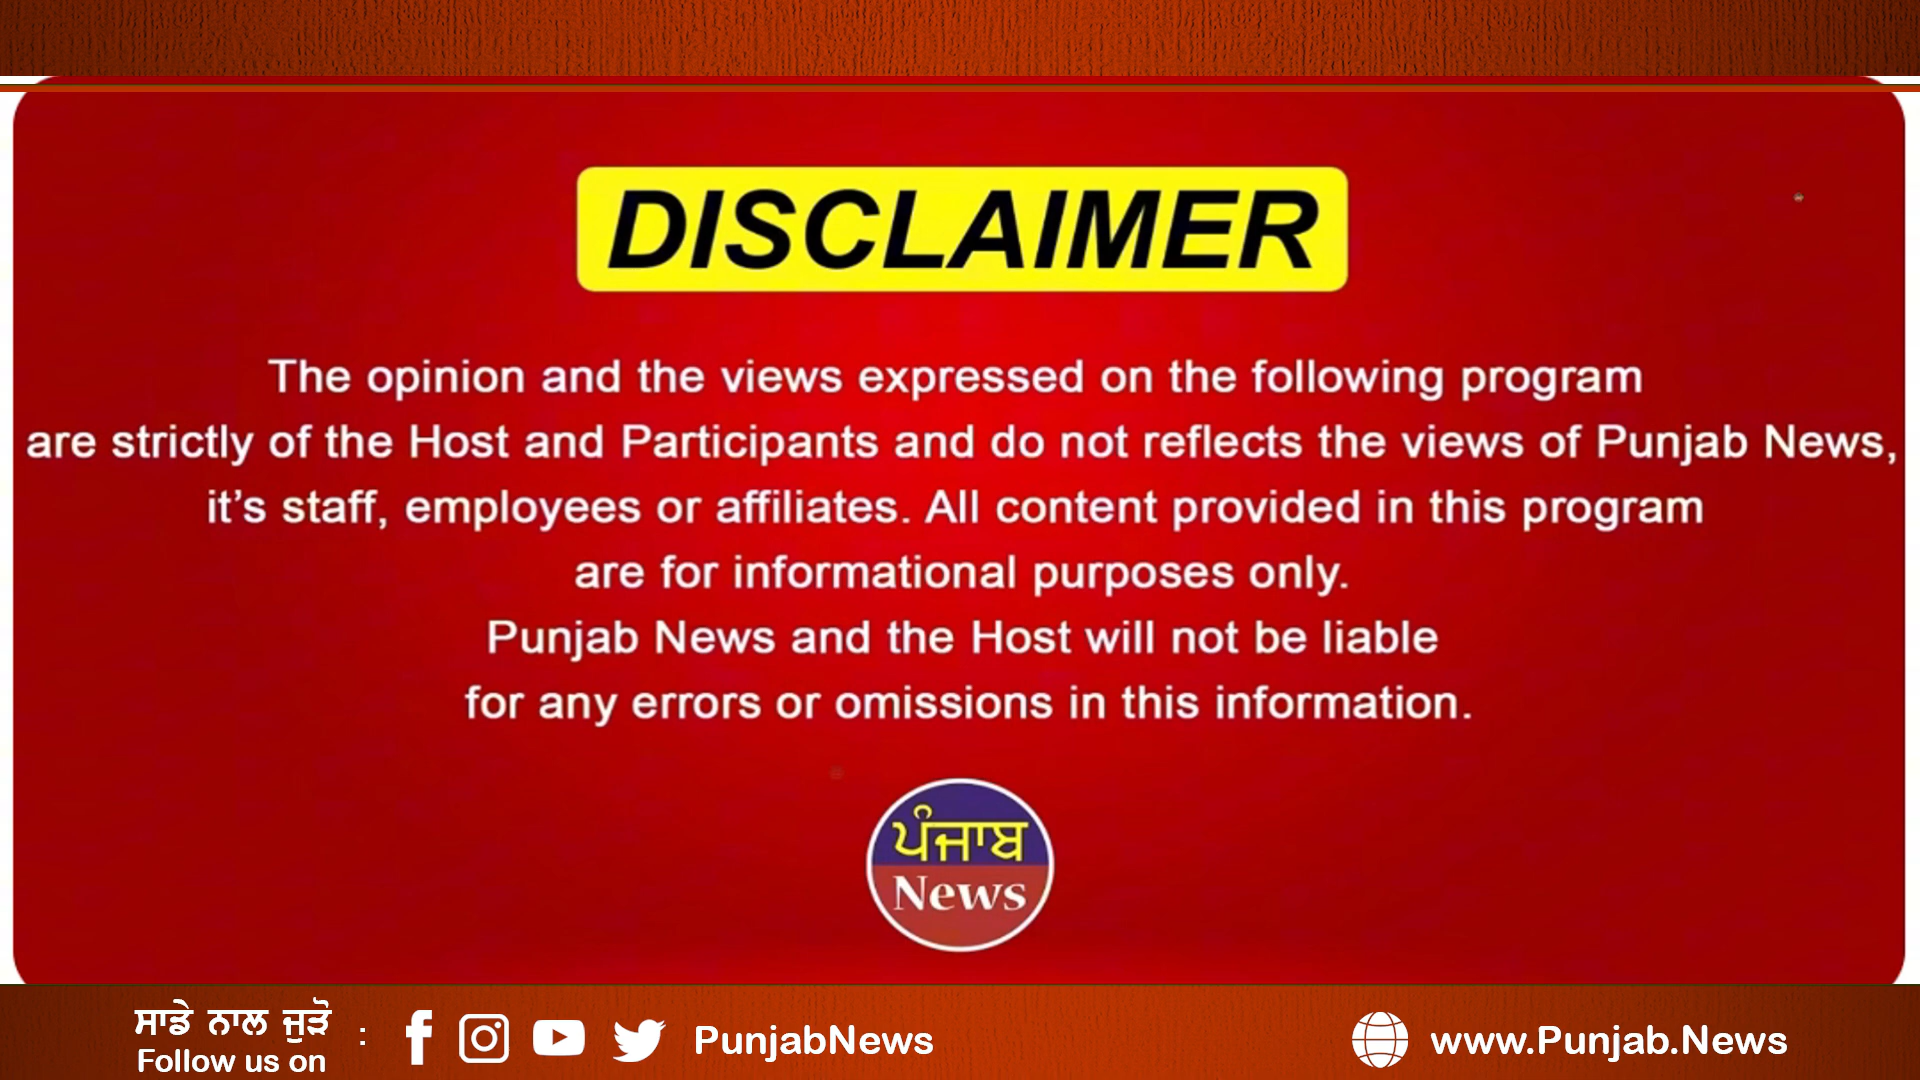 DISCLAIMER
The opinion and the views expressed on the following program
are strictly of the Host and Participants and do not reflects the views of Punjab News,
it’s staff, employees or affiliates. All content provided in this program
are for informational purposes only.
Punjab News and the Host will not be liable
for any errors or omissions in this information.
ਪੰਜਾਬ
News
ਸਾਡੇ ਨਾਲ ਜੁੜੋ :
Follow us on
PunjabNews
www.Punjab.News